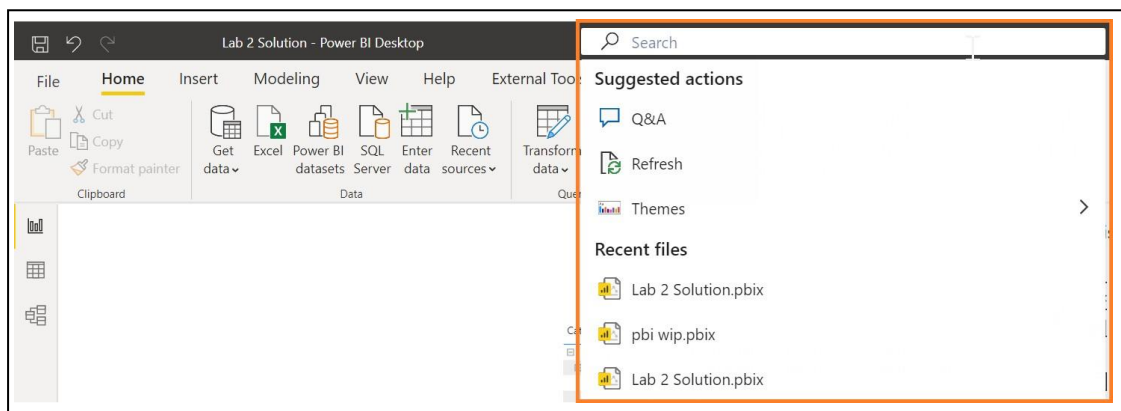 Lab 2 Solution - Power BI Desktop
Search
File Home Insert Modeling View Help External Tools
Paste
Cut
Copy
Format painter
Clipboard
Get data
Excel
Power BI datasets
SQL Server
Enter data
Recent sources
Data
Transform data
Suggested actions
Q&A
Refresh
Themes
Recent files
Lab 2 Solution.pbix
pbi wip.pbix
Lab 2 Solution.pbix